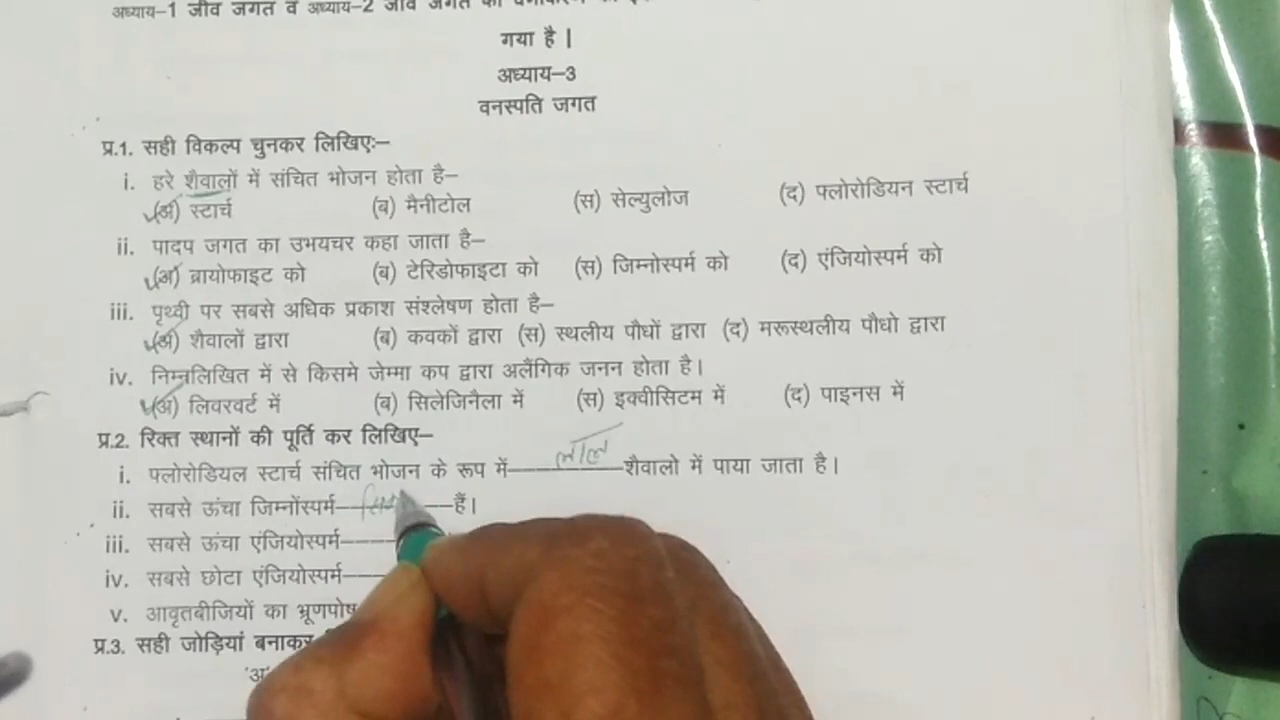 अध्याय–1 जीव जगत व अध्याय–2 जीव जगत का
गया है |
अध्याय–3
वनस्पति जगत
प्र.1. सही विकल्प चुनकर लिखिएः–
i. हरे शैवालों में संचित भोजन होता है–
(अ) स्टार्च (ब) मैनीटोल (स) सेल्युलोज (द) फ्लोरोडियन स्टार्च
ii. पादप जगत का उभयचर कहा जाता है–
(अ) ब्रायोफाइट को (ब) टेरिडोफाइटा को (स) जिम्नोस्पर्म को (द) एंजियोस्पर्म को
iii. पृथ्वी पर सबसे अधिक प्रकाश संश्लेषण होता है–
(अ) शैवालों द्वारा (ब) कवकों द्वारा (स) स्थलीय पौधों द्वारा (द) मरूस्थलीय पौधो द्वारा
iv. निम्नलिखित में से किसमे जेम्मा कप द्वारा अलैंगिक जनन होता है।
(अ) लिवरवर्ट में (ब) सिलेजिनैला में (स) इक्वीसिटम में (द) पाइनस में
प्र.2. रिक्त स्थानों की पूर्ति कर लिखिए–
i. फ्लोरोडियल स्टार्च संचित भोजन के रूप में लाल शैवालो में पाया जाता है।
ii. सबसे ऊंचा जिम्नोंस्पर्म– –हैं।
iii. सबसे ऊंचा एंजियोस्पर्म–
iv. सबसे छोटा एंजियोस्पर्म–
v. आवृतबीजियों का भ्रूणपोष
प्र.3. सही जोड़ियां बनाकर
'अ'